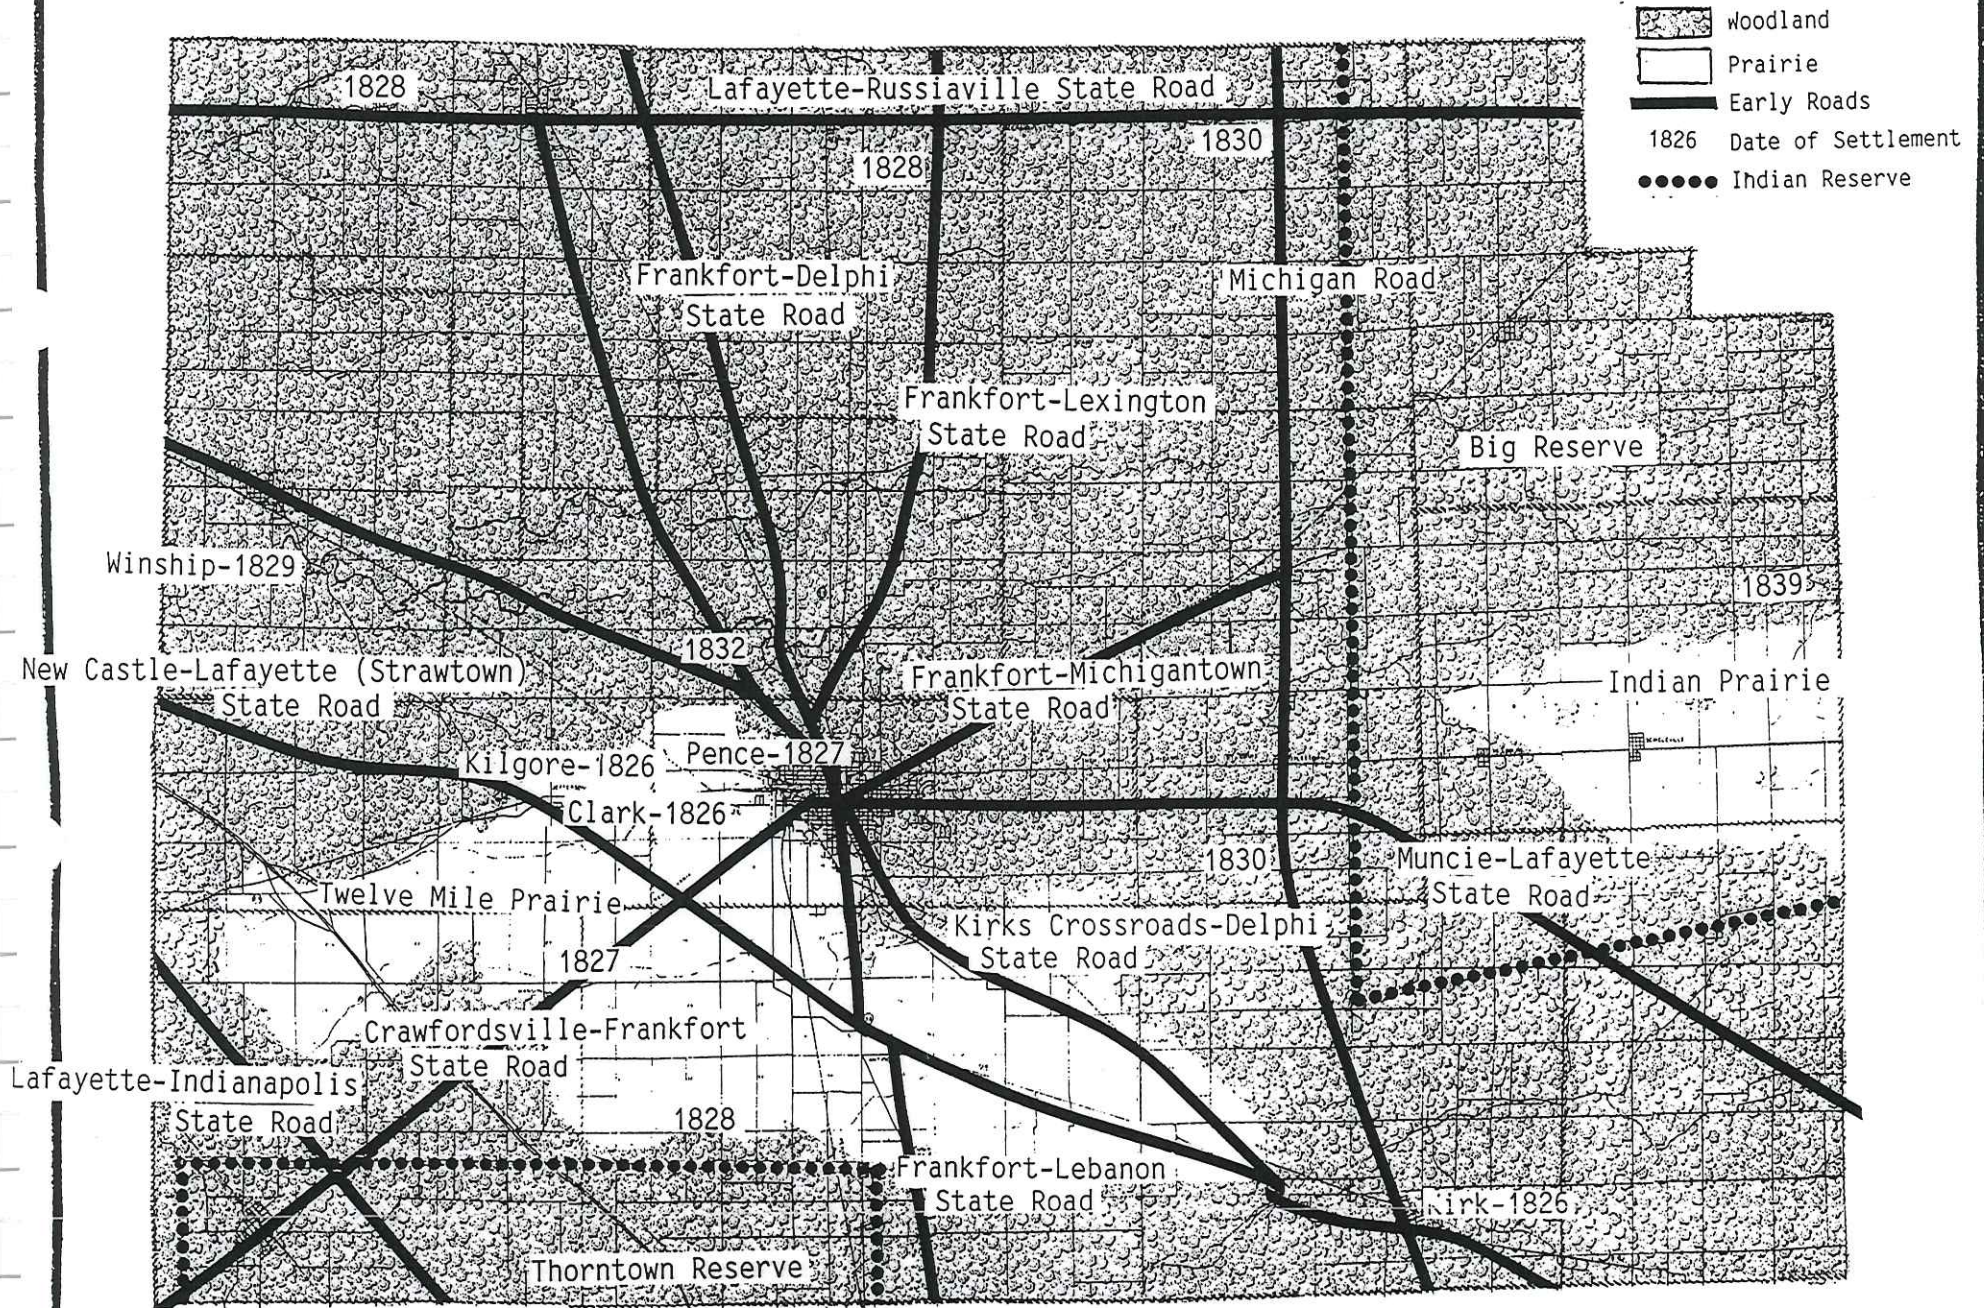 Woodland
Prairie
Early Roads
1826 Date of Settlement
Indian Reserve
1828
Lafayette-Russiaville State Road
1830
1828
Frankfort-Delphi
State Road
Michigan Road
Frankfort-Lexington
State Road
Big Reserve
Winship-1829
1839
1832
New Castle-Lafayette (Strawtown)
State Road
Frankfort-Michigantown
State Road
Indian Prairie
Kilgore-1826
Pence-1827
Clark-1826
1830
Muncie-Lafayette
State Road
Twelve Mile Prairie
Kirks Crossroads-Delphi
State Road
1827
Crawfordsville-Frankfort
State Road
Lafayette-Indianapolis
State Road
1828
Frankfort-Lebanon
State Road
Kirk-1826
Thorntown Reserve